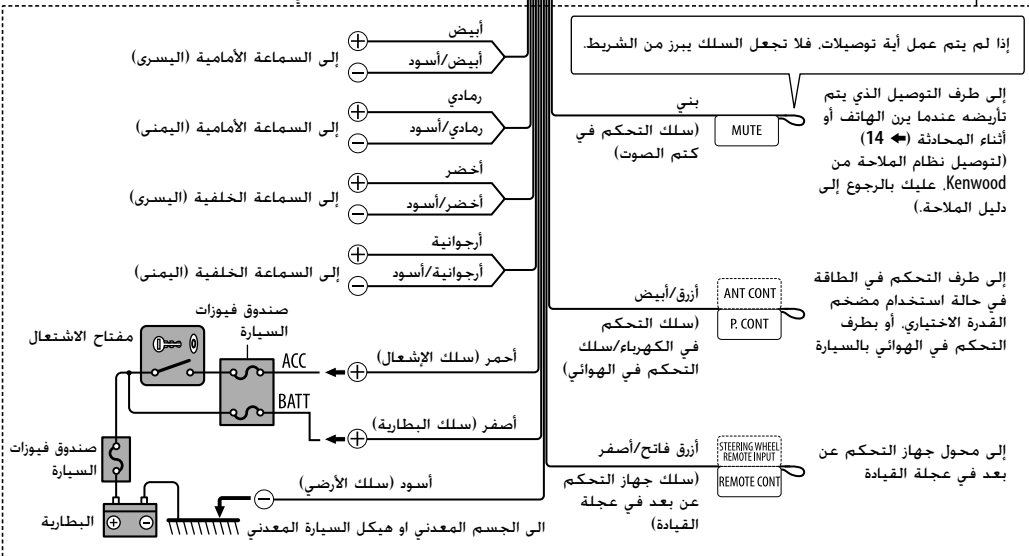 إذا لم يتم عمل أية توصيلات، فلا تجعل السلك يبرز من الشريط.
إلى طرف التوصيل الذي يتم
تأريضه عندما يرن الهاتف أو
أثناء المحادثة (➜ 14)
(لتوصيل نظام الملاحة من
Kenwood، عليك بالرجوع إلى
دليل الملاحة.)
MUTE
بني
(سلك التحكم في
كتم الصوت)
إلى طرف التحكم في الطاقة
في حالة استخدام مضخم
القدرة الاختياري، أو بطرف
التحكم في الهوائي بالسيارة
ANT CONT
P. CONT
أزرق/أبيض
(سلك التحكم
في الكهرباء/سلك
التحكم في الهوائي)
إلى محول جهاز التحكم عن
بعد في عجلة القيادة
STEERING WHEEL
REMOTE INPUT
REMOTE CONT
أزرق فاتح/أصفر
(سلك جهاز التحكم
عن بعد في عجلة
القيادة)
أبيض
أبيض/أسود
إلى السماعة الأمامية (اليسرى)
رمادي
رمادي/أسود
إلى السماعة الأمامية (اليمنى)
أخضر
أخضر/أسود
إلى السماعة الخلفية (اليسرى)
أرجوانية
أرجوانية/أسود
إلى السماعة الخلفية (اليمنى)
صندوق فيوزات
السيارة
مفتاح الاشتعال
ACC
أحمر (سلك الإشعال)
BATT
أصفر (سلك البطارية)
صندوق فيوزات
السيارة
أسود (سلك الأرضي)
البطارية
الى الجسم المعدني او هيكل السيارة المعدني